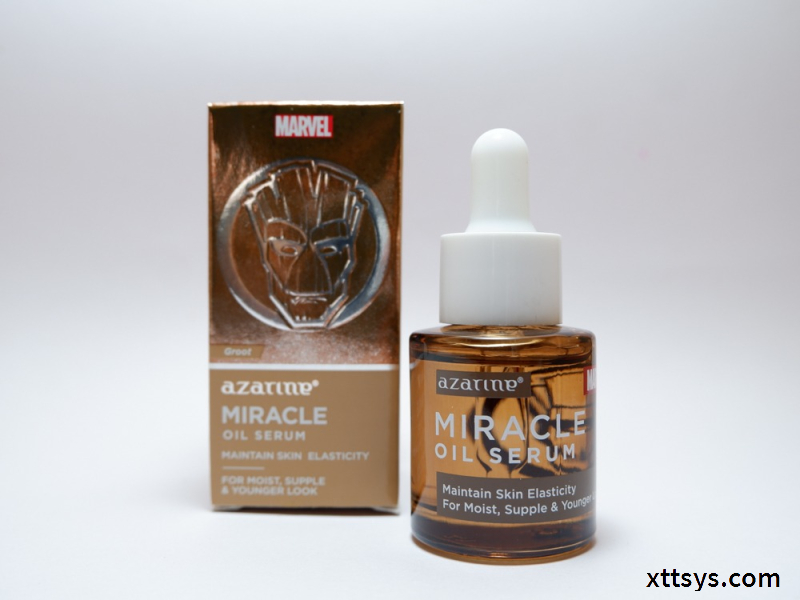 MARVEL
Groot
azarine®
MIRACLE
OIL SERUM
MAINTAIN SKIN ELASTICITY
FOR MOIST, SUPPLE
& YOUNGER LOOK
azarine®
MIRACLE
OIL SERUM
Maintain Skin Elasticity
For Moist, Supple & Younger
xttsys.com